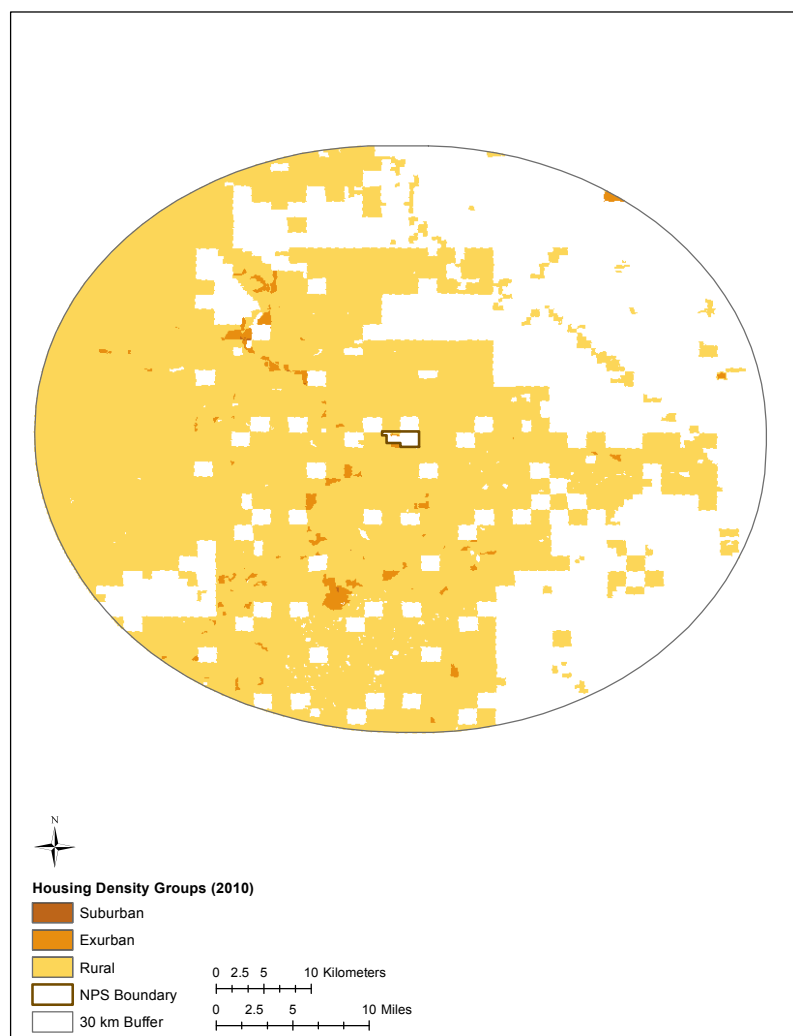 N
Housing Density Groups (2010)
Suburban
Exurban
Rural
NPS Boundary
30 km Buffer
0 2.5 5 10 Kilometers
0 2.5 5 10 Miles